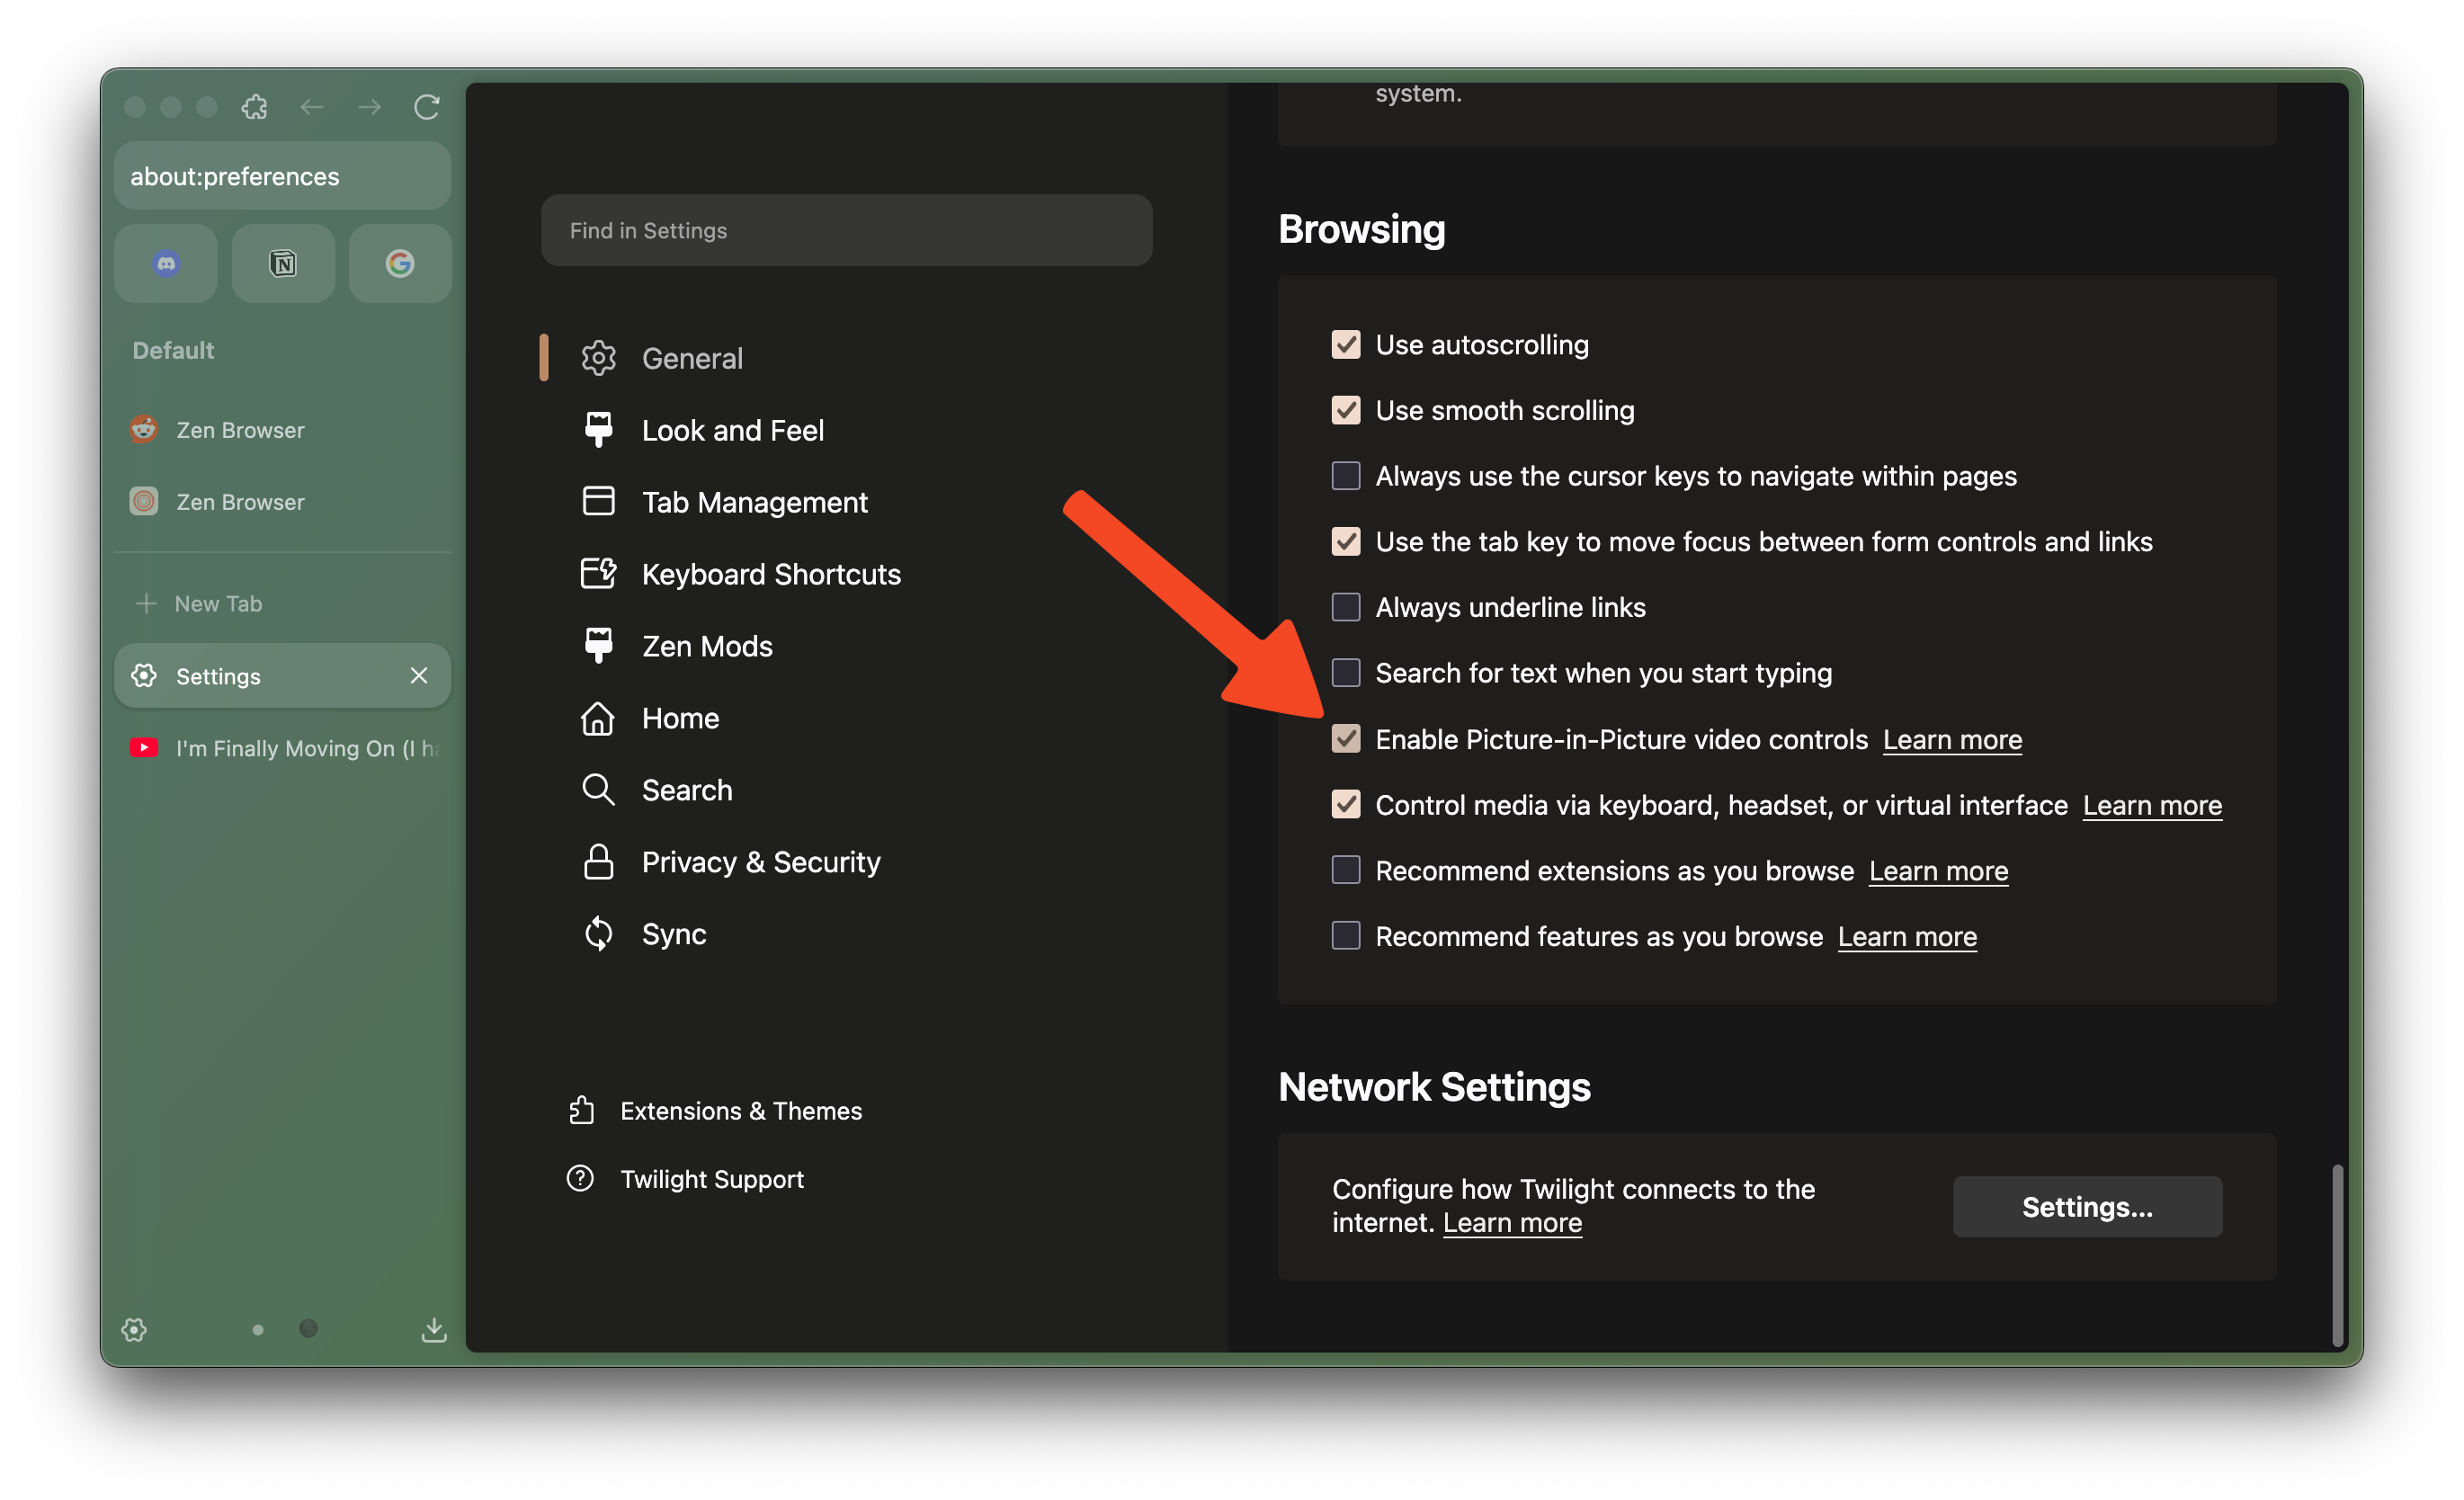 about:preferences
Default
Zen Browser
Zen Browser
New Tab
Settings
I'm Finally Moving On (I ha
Find in Settings
General
Look and Feel
Tab Management
Keyboard Shortcuts
Zen Mods
Home
Search
Privacy & Security
Sync
Extensions & Themes
Twilight Support
system.
Browsing
Use autoscrolling
Use smooth scrolling
Always use the cursor keys to navigate within pages
Use the tab key to move focus between form controls and links
Always underline links
Search for text when you start typing
Enable Picture-in-Picture video controls Learn more
Control media via keyboard, headset, or virtual interface Learn more
Recommend extensions as you browse Learn more
Recommend features as you browse Learn more
Network Settings
Configure how Twilight connects to the
internet. Learn more
Settings...